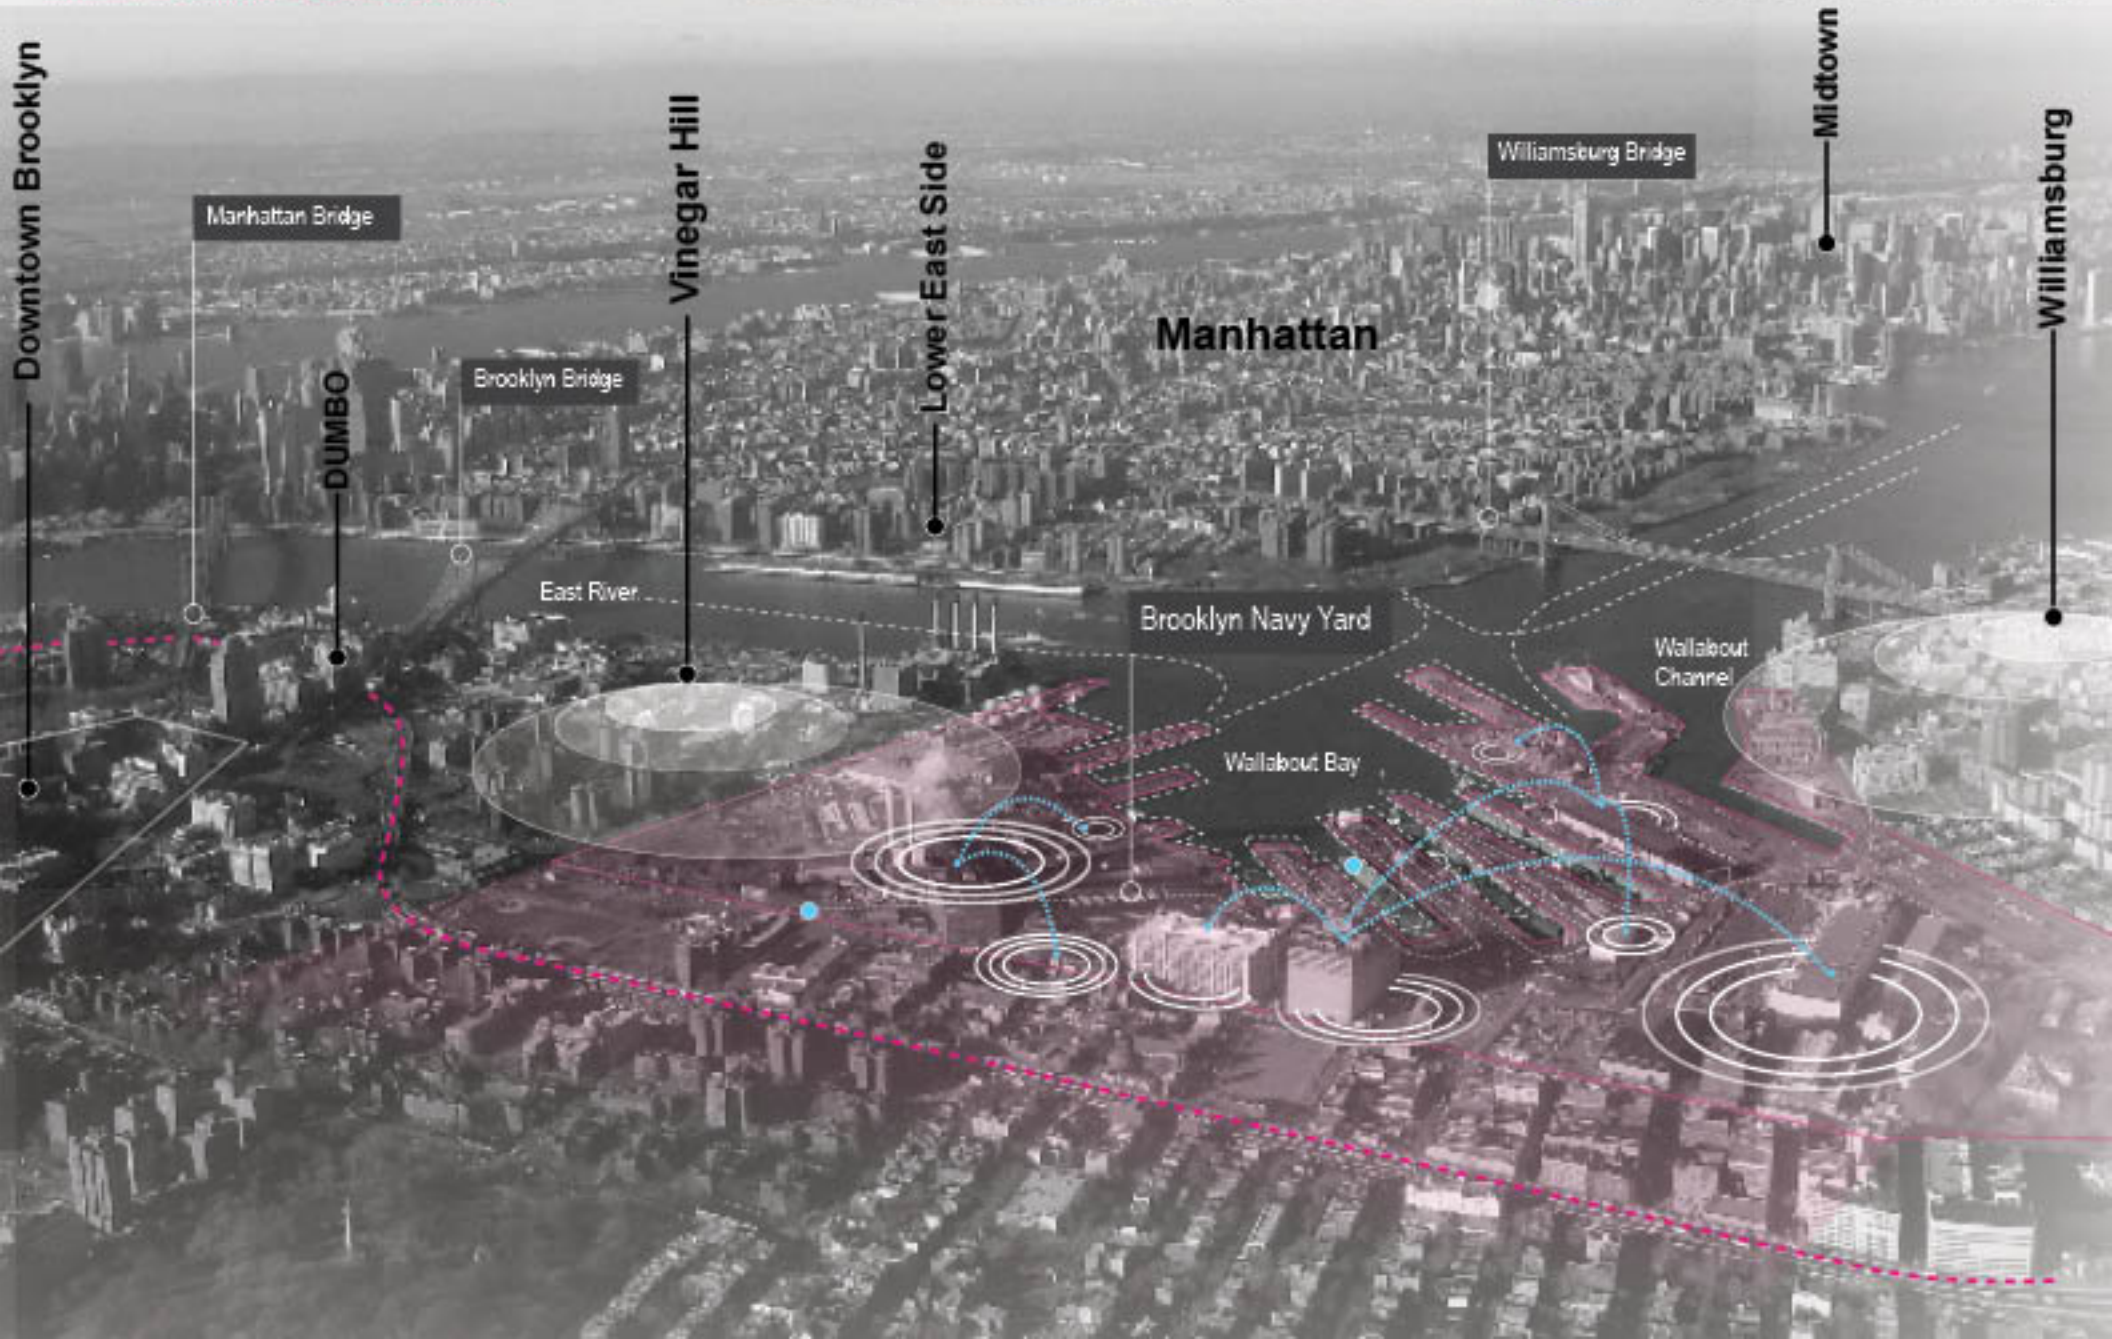 Downtown Brooklyn
Manhattan Bridge
DUMBO
Brooklyn Bridge
Vinegar Hill
Lower East Side
Manhattan
Williamsburg Bridge
Midtown
Williamsburg
East River
Brooklyn Navy Yard
Wallabout
Channel
Wallabout Bay